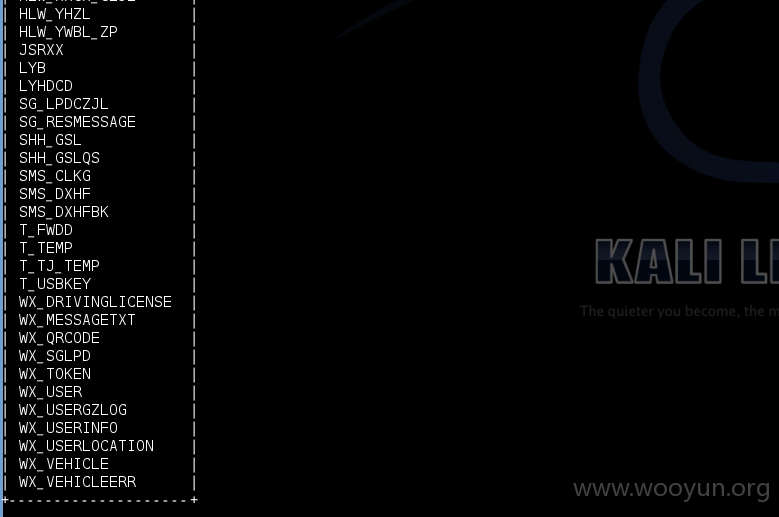 | HLW_YHZL |
| HLW_YWBL_ZP |
| JSRXX |
| LYB |
| LYHDCD |
| SG_LPDCZJL |
| SG_RESMESSAGE |
| SHH_GSL |
| SHH_GSLQS |
| SMS_CLKG |
| SMS_DXHF |
| SMS_DXHFBK |
| T_FWDD |
| T_TEMP |
| T_TJ_TEMP |
| T_USBKEY |
| WX_DRIVINGLICENSE |
| WX_MESSAGETXT |
| WX_QRCODE |
| WX_SGLPD |
| WX_TOKEN |
| WX_USER |
| WX_USERGZLOG |
| WX_USERINFO |
| WX_USERLOCATION |
| WX_VEHICLE |
| WX_VEHICLEERR |
+--------------------+
KALI LI
The quieter you become, the m
www.wooyun.org